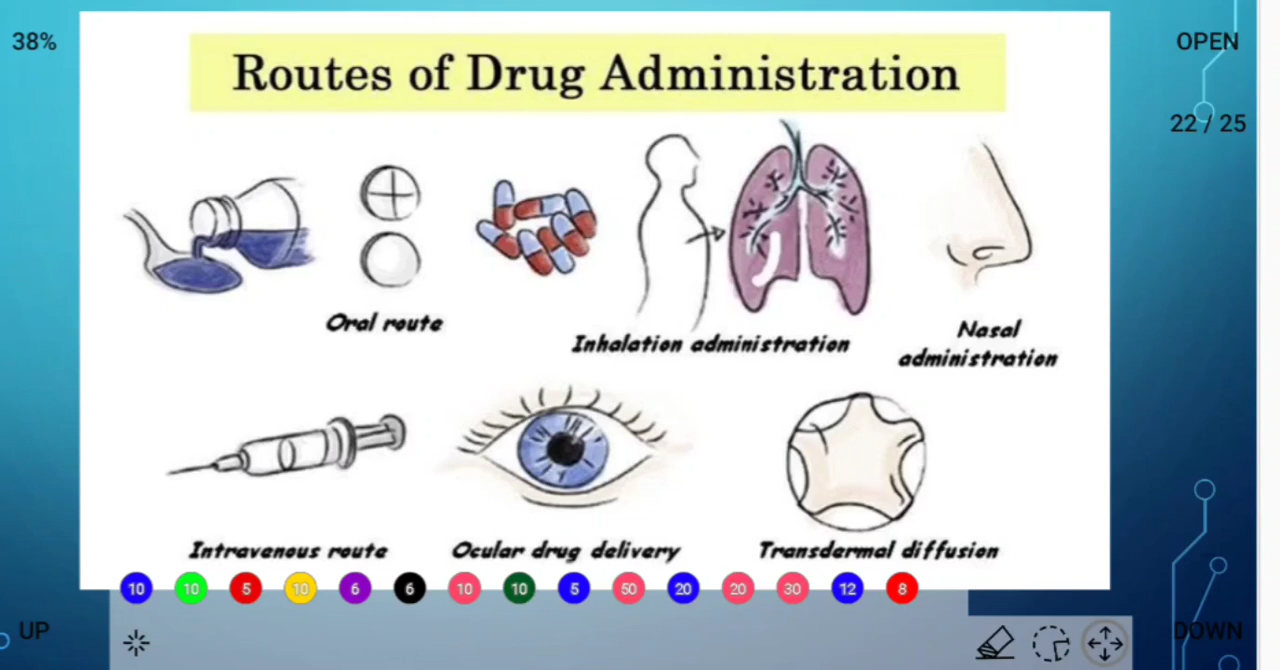 38%
OPEN
22 / 25
Routes of Drug Administration
Oral route
Inhalation administration
Nasal
administration
Intravenous route
Ocular drug delivery
Transdermal diffusion
10 10 5 10 6 6 10 10 5 50 20 20 30 12 8
UP
DOWN